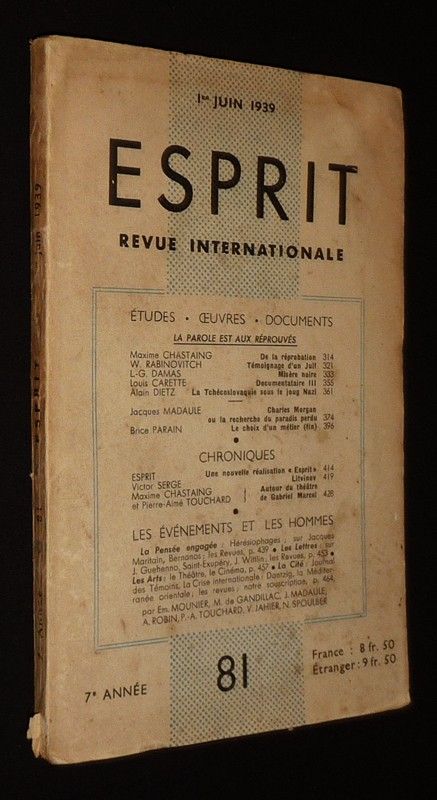 1er JUIN 1939
ESPRIT
REVUE INTERNATIONALE
ÉTUDES • ŒUVRES • DOCUMENTS
LA PAROLE EST AUX RÉPROUVÉS
Maxime CHASTAING De la réprobation 314
W. RABINOVITCH Témoignage d'un Juif 321
L.-G. DAMAS Misère noire 333
Louis CARETTE Documentataire III 355
Alain DIETZ La Tchécoslovaquie sous le joug Nazi 361
Jacques MADAULE Charles Morgan
ou la recherche du paradis perdu 374
Brice PARAIN Le choix d'un métier (fin) 396
CHRONIQUES
ESPRIT Une nouvelle réalisation « Esprit » 414
Victor SERGE Litvinov 419
Maxime CHASTAING
et Pierre-Aimé TOUCHARD } Autour du théâtre
de Gabriel Marcel 428
LES ÉVÉNEMENTS ET LES HOMMES
La Pensée engagée : Hérésiophages ; sur Jacques
Maritain, Bernanos ; les Revues, p. 439 • Les Lettres : sur
J. Guehenno, Saint-Exupéry, J. Wittlin ; les Revues, p. 453 •
Les Arts : le Théâtre, le Cinéma, p. 457 • La Cité : Journal
des Témoins. La Crise internationale : Dantzig, la Méditer-
ranée orientale ; les revues ; notre souscription, p. 464,
par Em. MOUNIER, M. de GANDILLAC, J. MADAULE,
A. ROBIN, P.-A. TOUCHARD, V. JAHIER, N. SPOULBER
7e ANNÉE
81
France : 8 fr. 50
Étranger : 9 fr. 50
7e Année
81
ESPRIT
Juin 1939